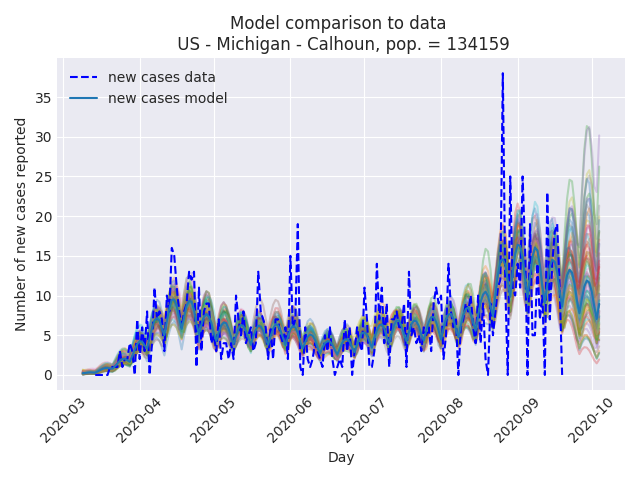 Model comparison to data
US - Michigan - Calhoun, pop. = 134159
new cases data
new cases model
Number of new cases reported
35
30
25
20
15
10
5
0
2020-03
2020-04
2020-05
2020-06
2020-07
2020-08
2020-09
2020-10
Day